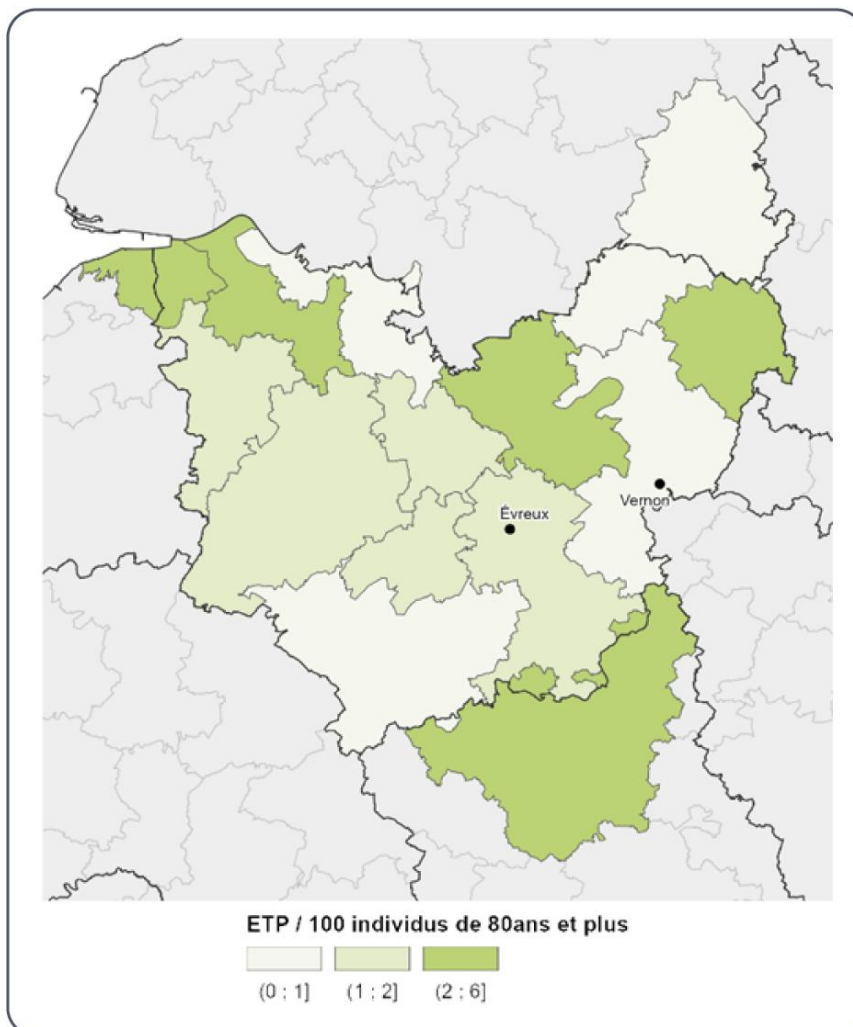 Évreux
Vernon
ETP / 100 individus de 80ans et plus
(0 ; 1]
(1 ; 2]
(2 ; 6]